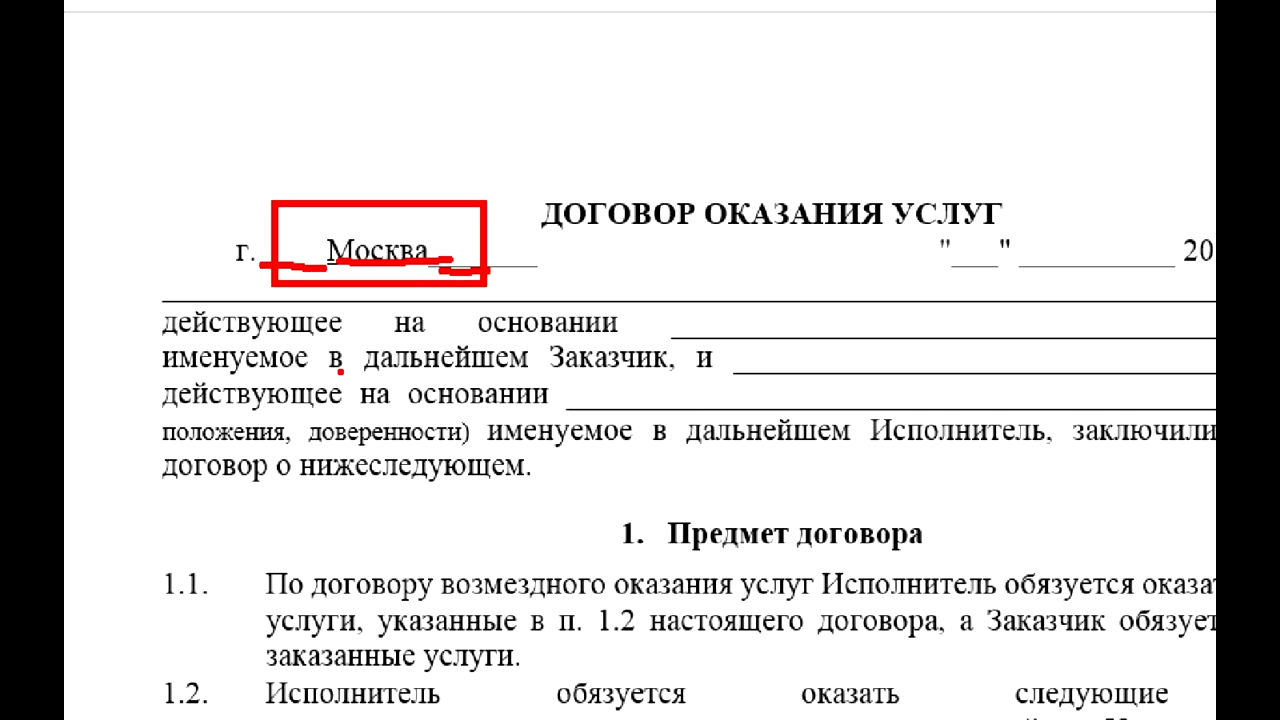 ДОГОВОР ОКАЗАНИЯ УСЛУГ
г. ____Москва_______ "___" __________ 20
действующее на основании
именуемое в дальнейшем Заказчик, и
действующее на основании
положения, доверенности) именуемое в дальнейшем Исполнитель, заключили
договор о нижеследующем.
1. Предмет договора
1.1. По договору возмездного оказания услуг Исполнитель обязуется оказат
услуги, указанные в п. 1.2 настоящего договора, а Заказчик обязует
заказанные услуги.
1.2. Исполнитель обязуется оказать следующие